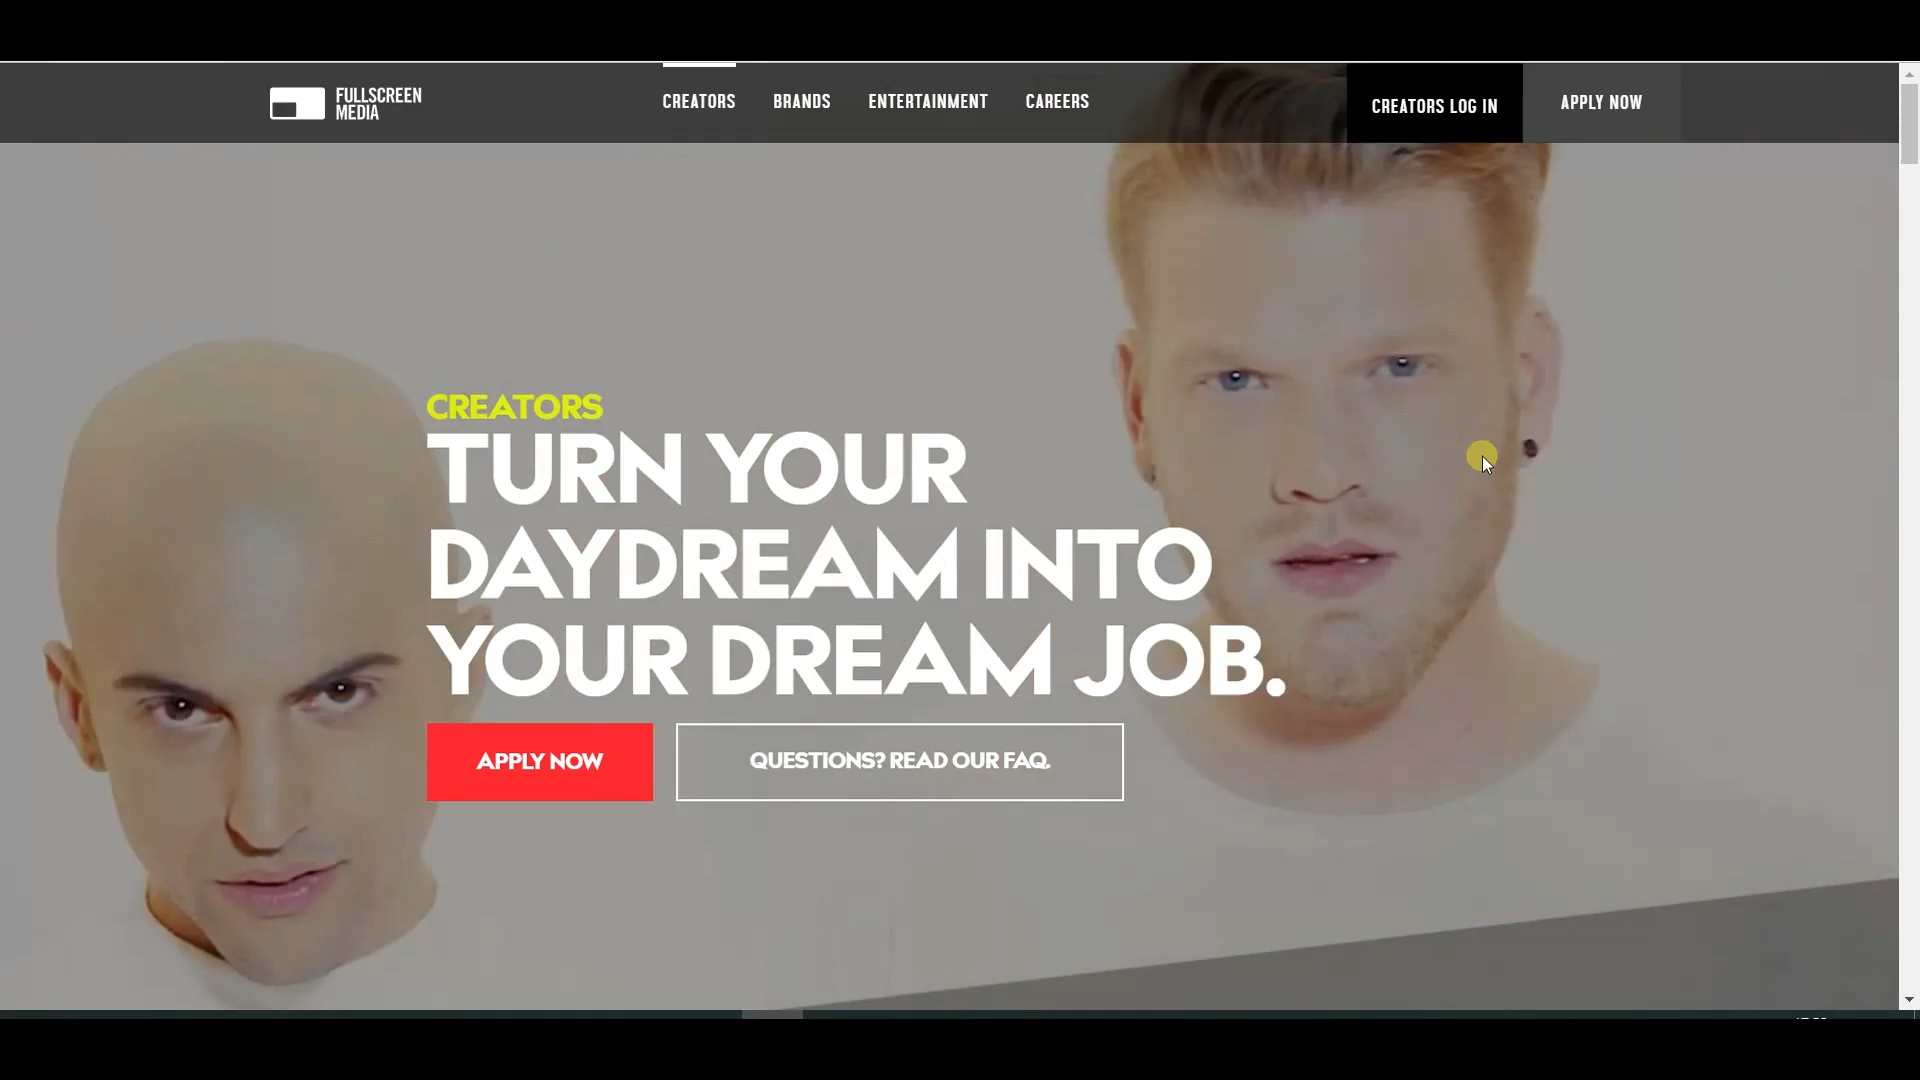 FULLSCREEN
MEDIA
CREATORS
BRANDS
ENTERTAINMENT
CAREERS
CREATORS LOG IN
APPLY NOW
CREATORS
TURN YOUR
DAYDREAM INTO
YOUR DREAM JOB.
APPLY NOW
QUESTIONS? READ OUR FAQ.